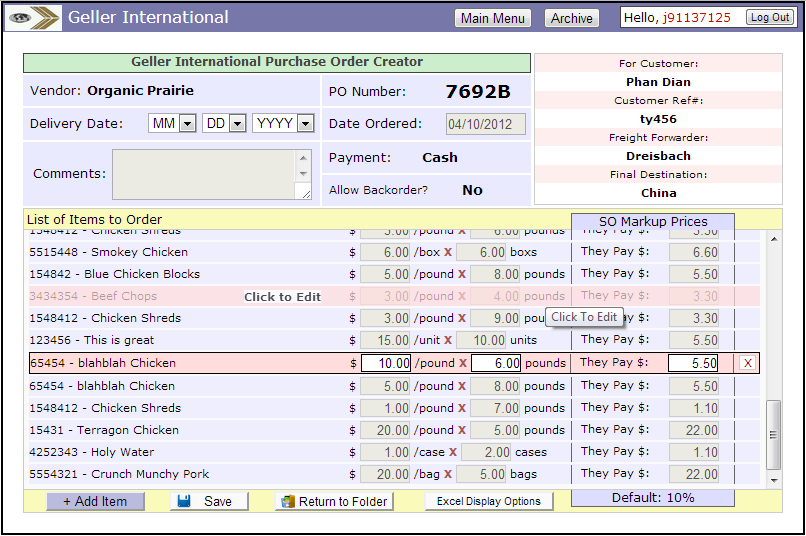 Geller International Main Menu Archive Hello, j91137125 Log Out
Geller International Purchase Order Creator
Vendor: Organic Prairie
PO Number: 7692B
Delivery Date: MM DD YYYY
Date Ordered: 04/10/2012
Comments:
Payment: Cash
Allow Backorder? No
For Customer:
Phan Dian
Customer Ref#:
ty456
Freight Forwarder:
Dreisbach
Final Destination:
China
List of Items to Order SO Markup Prices
1548412 - Chicken Shreds $ 3.00 /pound X 6.00 pounds They Pay $: 3.30
5515448 - Smokey Chicken $ 6.00 /box X 6.00 boxs They Pay $: 6.60
154842 - Blue Chicken Blocks $ 5.00 /pound X 8.00 pounds They Pay $: 5.50
3434354 - Beef Chops Click to Edit $ 3.00 /pound X 4.00 pounds They Pay $: 3.30
1548412 - Chicken Shreds $ 3.00 /pound X 9.00 pou They Pay $: 3.30
Click To Edit
123456 - This is great $ 15.00 /unit X 10.00 units They Pay $: 5.50
65454 - blahblah Chicken $ 10.00 /pound X 6.00 pounds They Pay $: 5.50 X
65454 - blahblah Chicken $ 5.00 /pound X 8.00 pounds They Pay $: 5.50
1548412 - Chicken Shreds $ 1.00 /pound X 7.00 pounds They Pay $: 1.10
15431 - Terragon Chicken $ 20.00 /pound X 5.00 pounds They Pay $: 22.00
4252343 - Holy Water $ 1.00 /case X 2.00 cases They Pay $: 1.10
5554321 - Crunch Munchy Pork $ 20.00 /bag X 5.00 bags They Pay $: 22.00
+ Add Item Save Return to Folder Excel Display Options Default: 10%